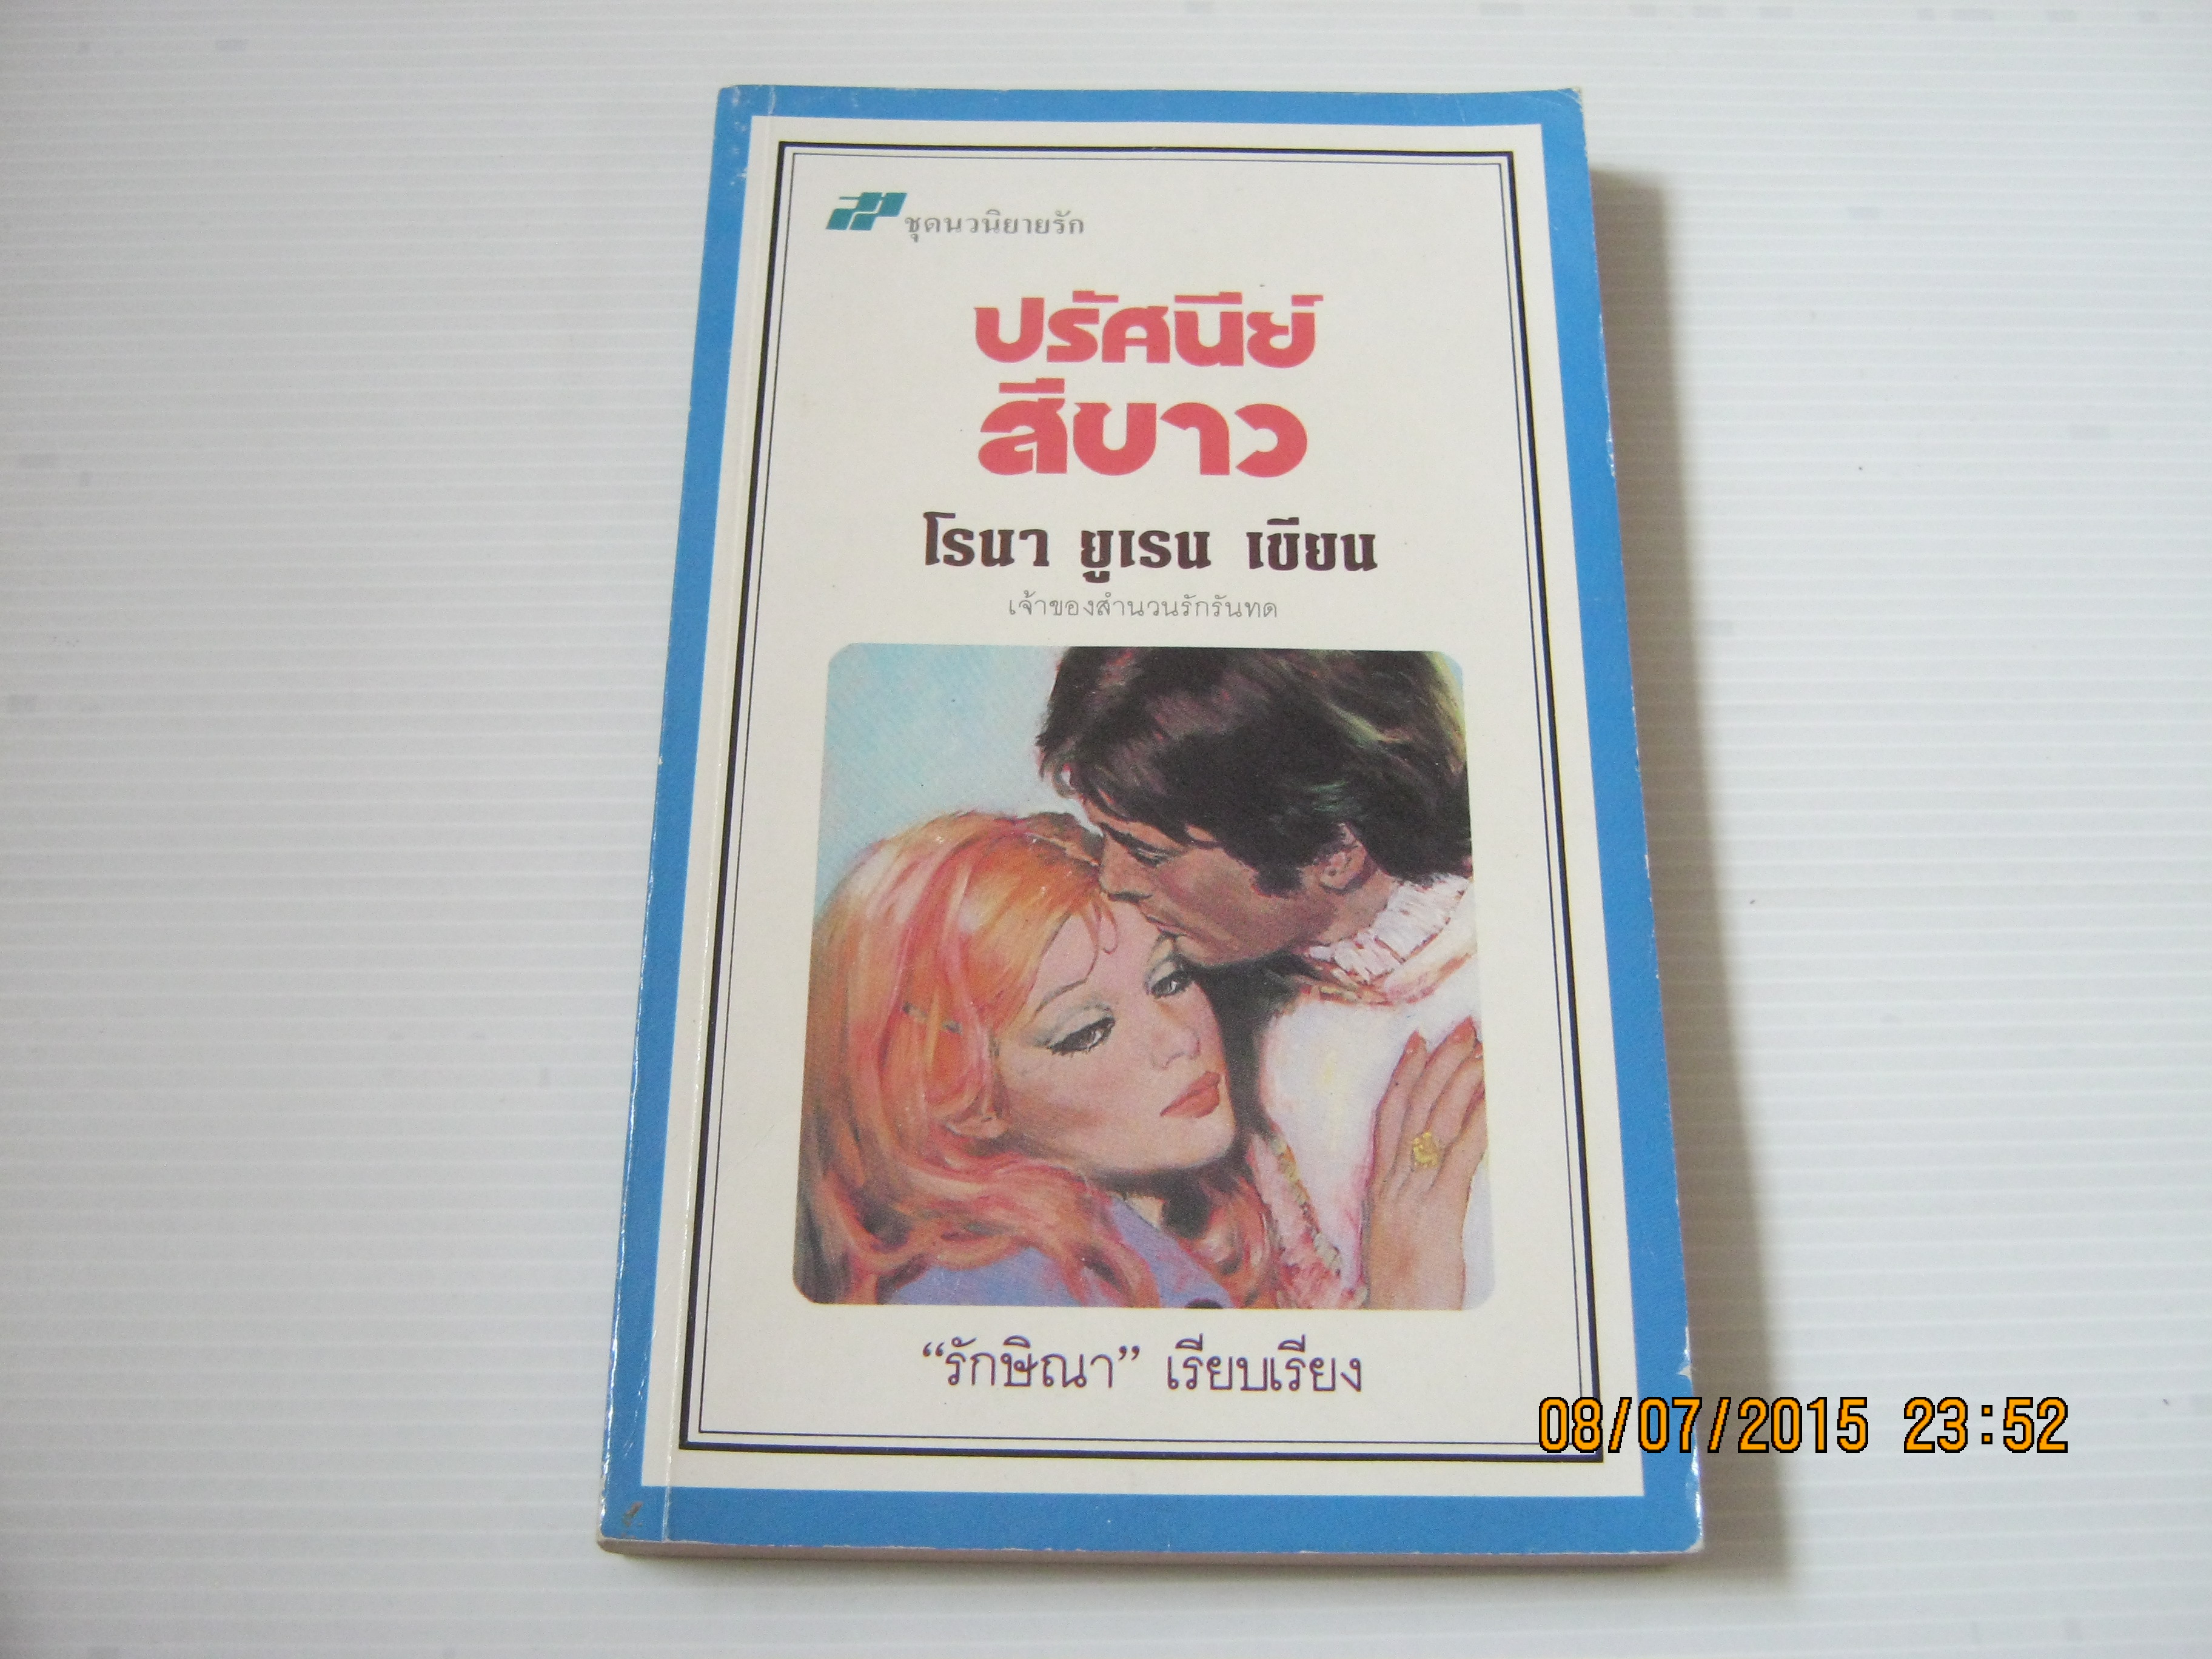 ชุดนวนิยายรัก
ปรัศนีย์
สีขาว
โรนา ยูเรน เขียน
เจ้าของสำนวนรักรันทด
“รักษิณา” เรียบเรียง
08/07/2015 23:52